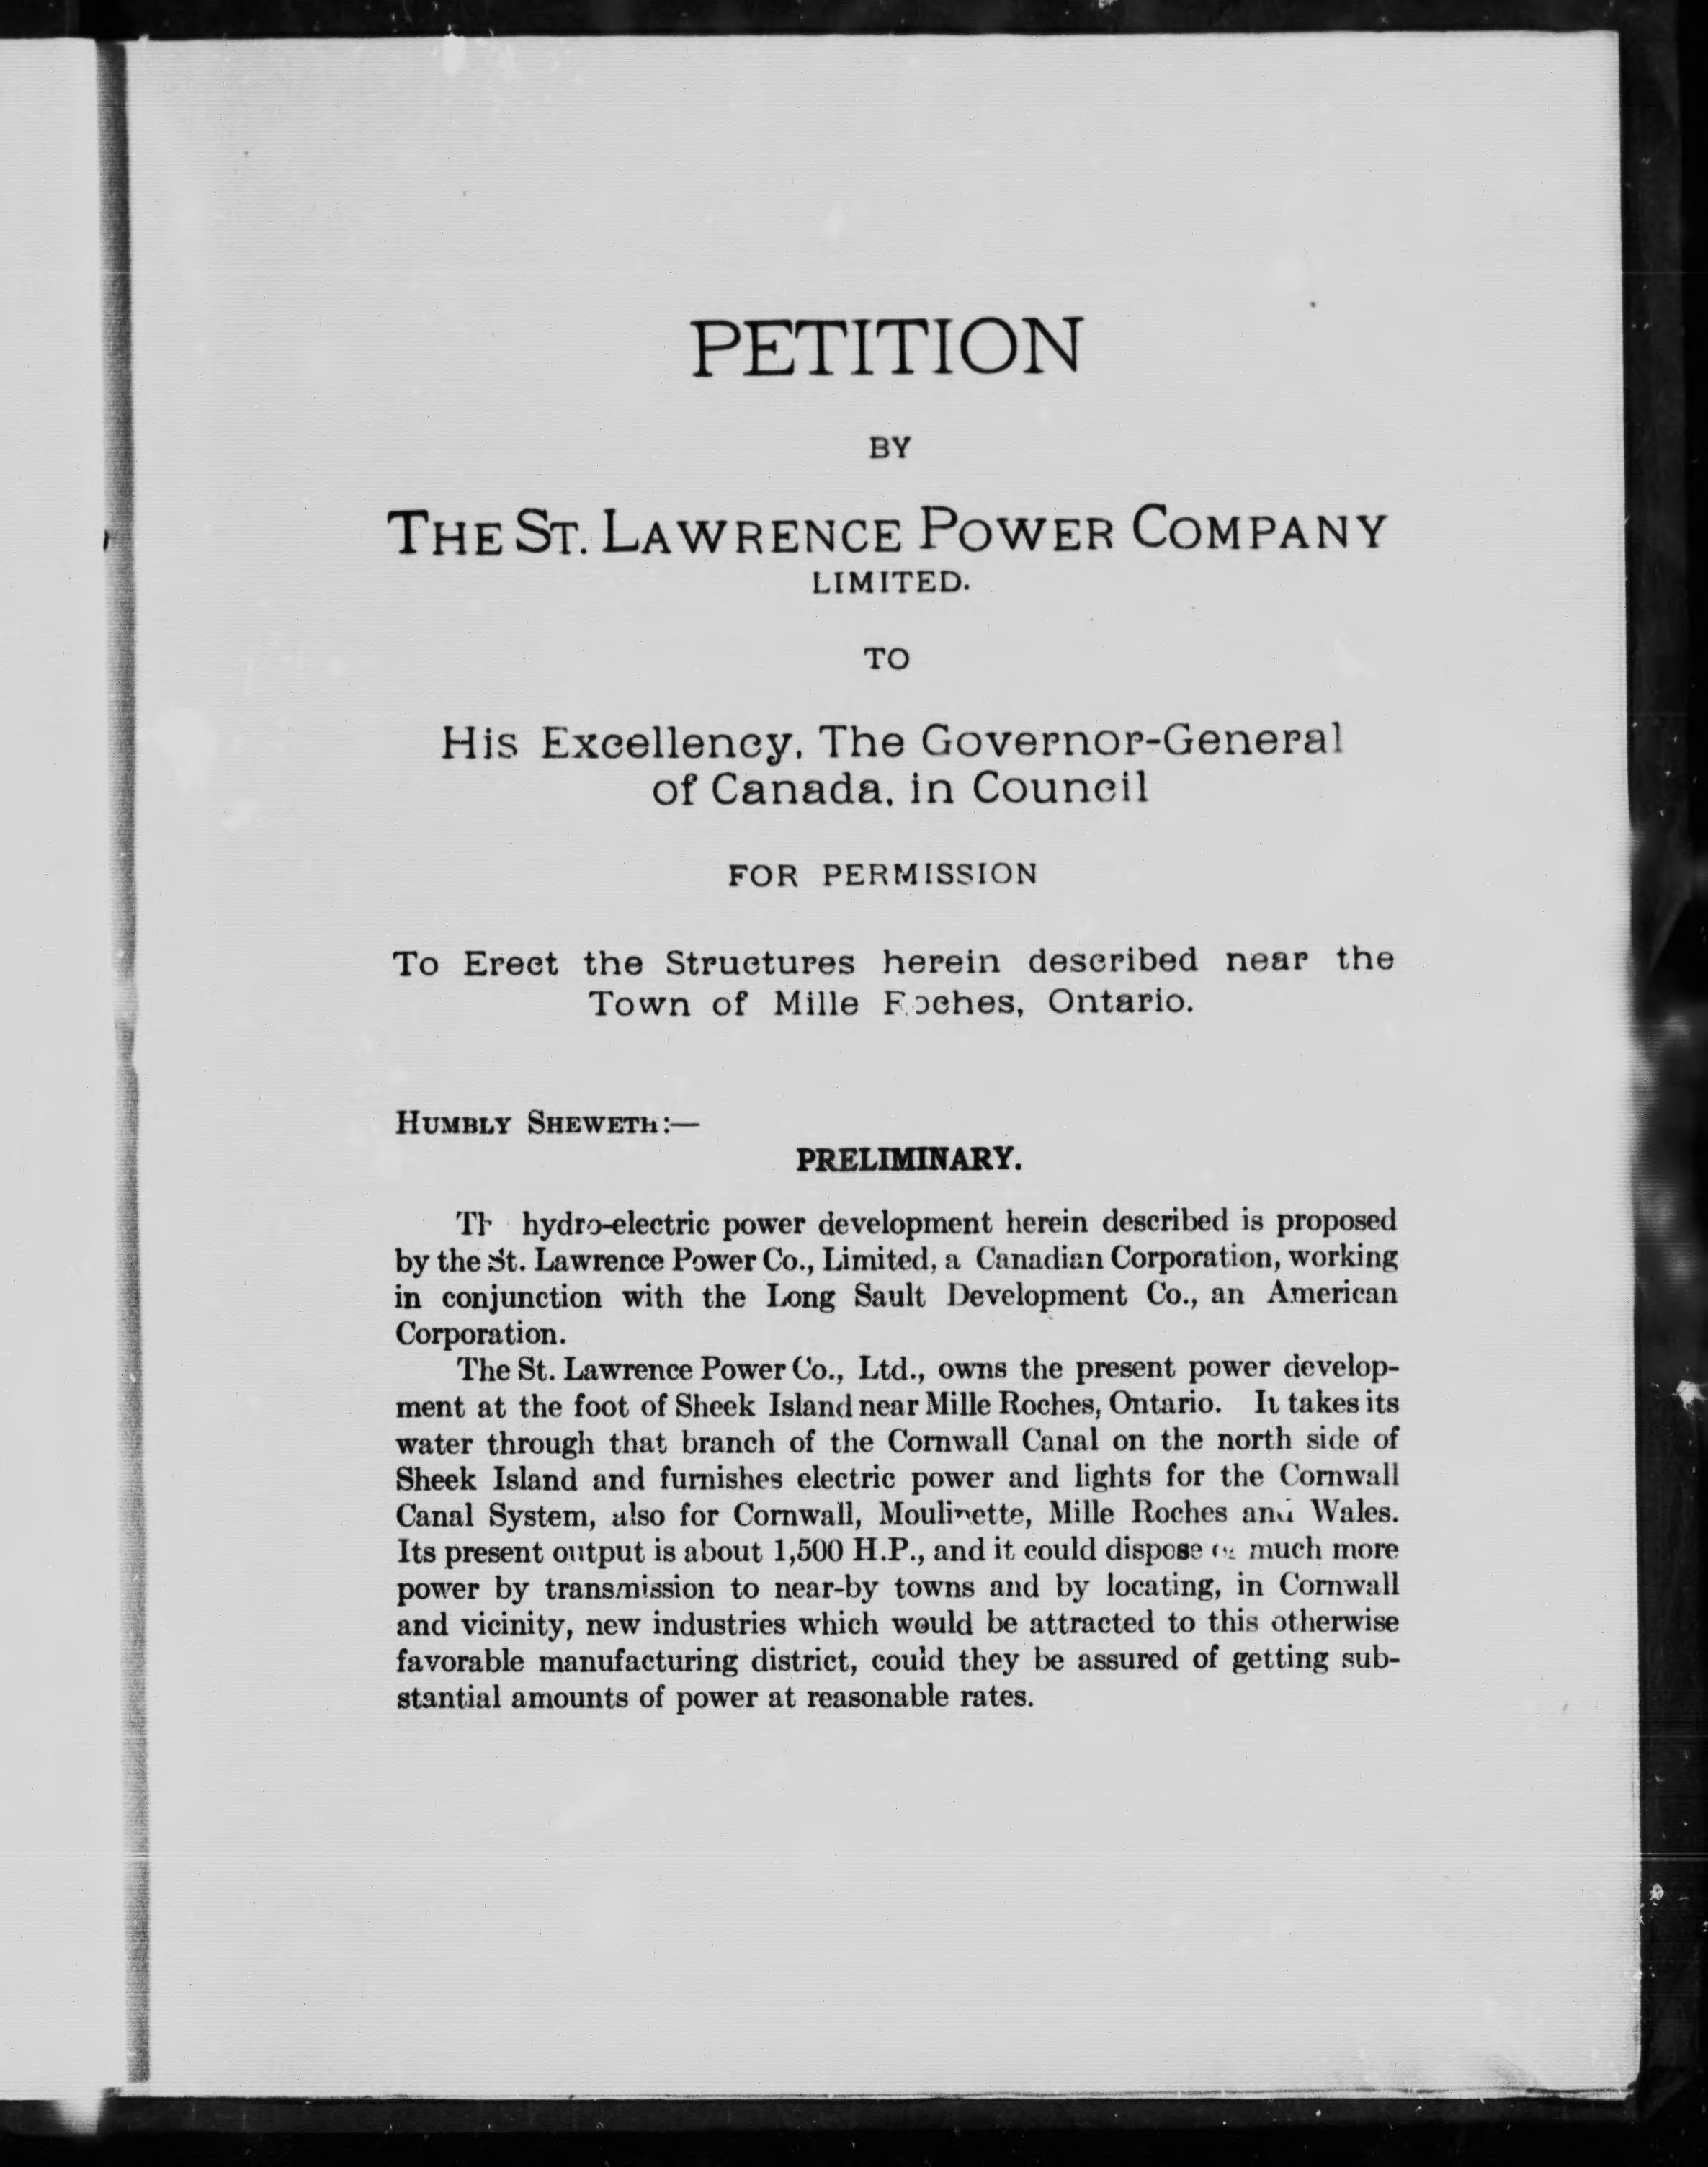 PETITION
BY
THE ST. LAWRENCE POWER COMPANY
LIMITED.
TO
His Excellency, The Governor-General
of Canada, in Council
FOR PERMISSION
To Erect the Structures herein described near the
Town of Mille Roches, Ontario.
HUMBLY SHEWETH:—
PRELIMINARY.
Th hydro-electric power development herein described is proposed
by the St. Lawrence Power Co., Limited, a Canadian Corporation, working
in conjunction with the Long Sault Development Co., an American
Corporation.
The St. Lawrence Power Co., Ltd., owns the present power develop-
ment at the foot of Sheek Island near Mille Roches, Ontario. It takes its
water through that branch of the Cornwall Canal on the north side of
Sheek Island and furnishes electric power and lights for the Cornwall
Canal System, also for Cornwall, Moulinette, Mille Roches and Wales.
Its present output is about 1,500 H.P., and it could dispose of much more
power by transmission to near-by towns and by locating, in Cornwall
and vicinity, new industries which would be attracted to this otherwise
favorable manufacturing district, could they be assured of getting sub-
stantial amounts of power at reasonable rates.